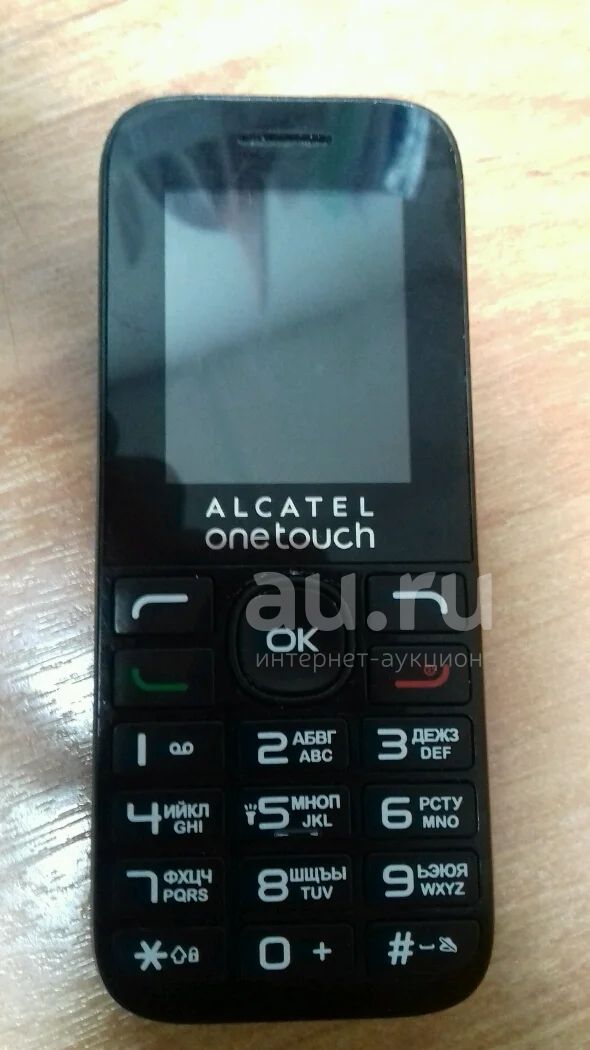 ALCATEL
onetouch
au.ru
интернет-аукцион
OK
1
2 АБВГ ABC
3 ДЕЖЗ DEF
4 ИЙКЛ GHI
5 МНОП JKL
6 РСТУ MNO
7 ФХЦЧ PQRS
8 ШЩЪЫ TUV
9 ЬЭЮЯ WXYZ
* 0 + #